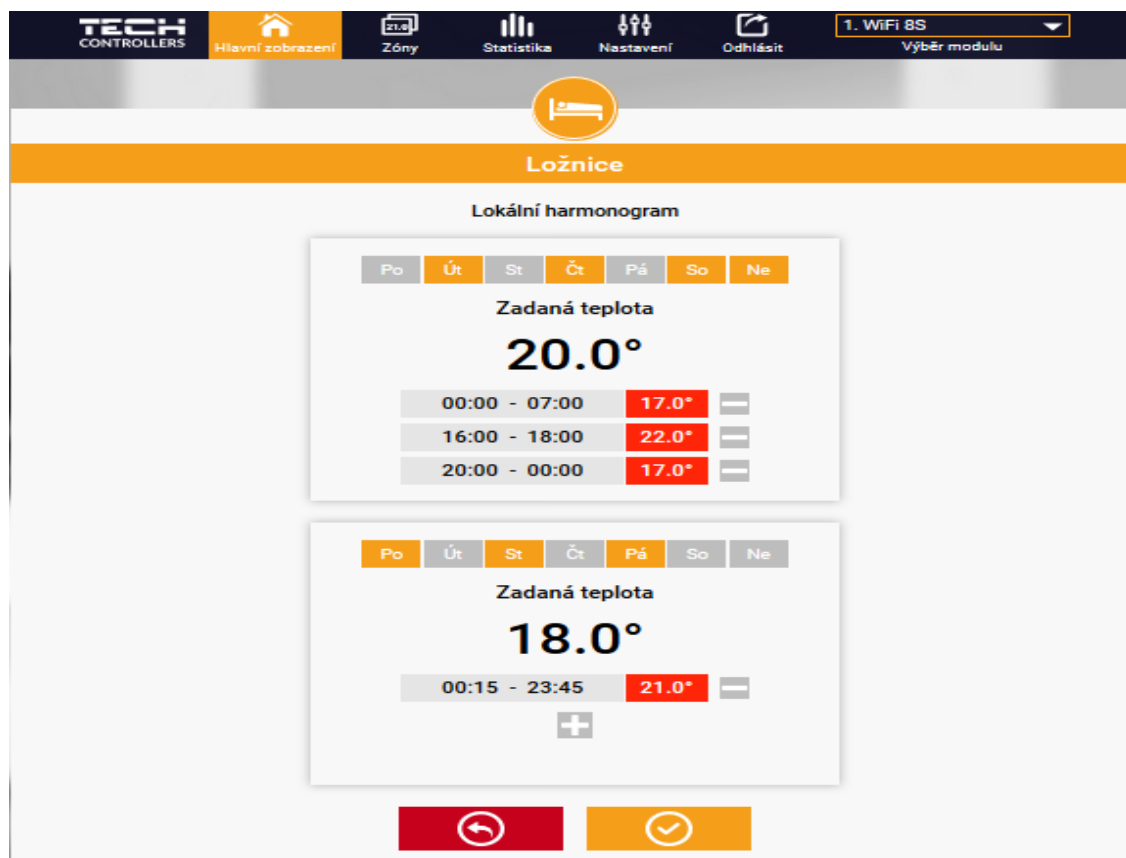 TECH
CONTROLLERS
Hlavní zobrazení
21.0
Zóny
Statistika
Nastavení
Odhlásit
1. WiFi 8S
Výběr modulu
Ložnice
Lokální harmonogram
Po Út St Čt Pá So Ne
Zadaná teplota
20.0°
00:00 - 07:00 17.0°
16:00 - 18:00 22.0°
20:00 - 00:00 17.0°
Po Út St Čt Pá So Ne
Zadaná teplota
18.0°
00:15 - 23:45 21.0°